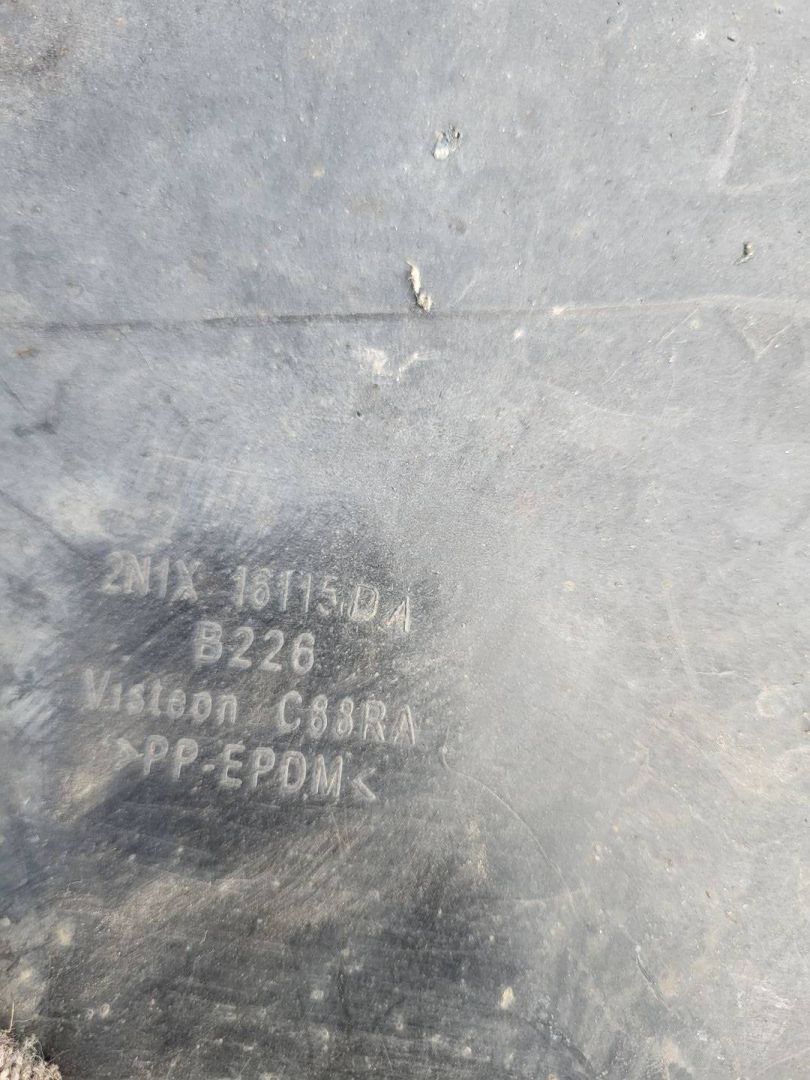 2N1X 16115 DA
B226
Visteon C88RA
>PP-EPDM<